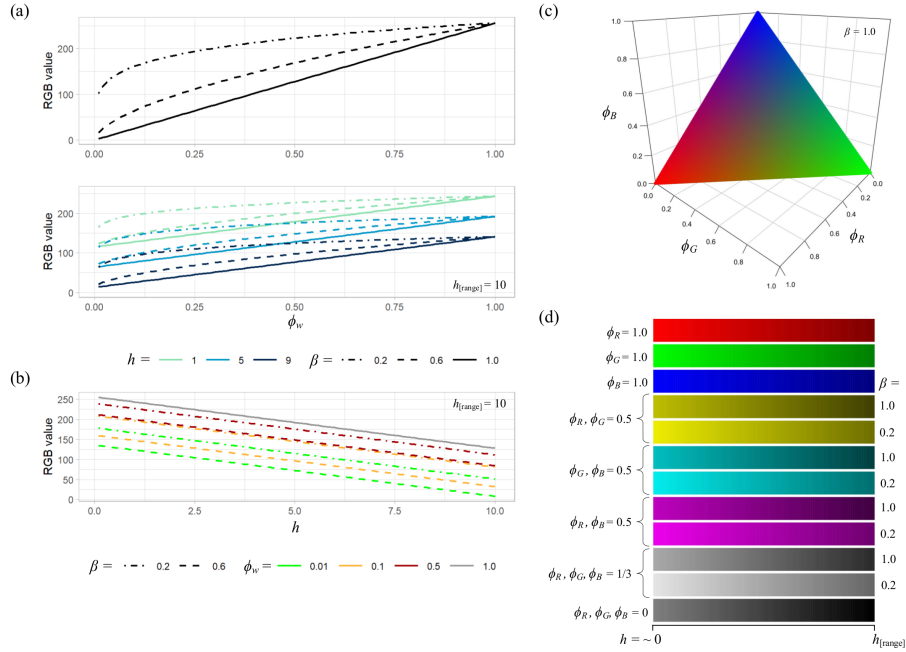 (a)
RGB value
200
100
0
0.00 0.25 0.50 0.75 1.00
RGB value
200
100
0
h[range] = 10
0.00 0.25 0.50 0.75 1.00
ϕw
h = 1 5 9 β = 0.2 0.6 1.0
(b)
RGB value
250
200
150
100
50
0
h[range] = 10
0.0 2.5 5.0 7.5 10.0
h
β = 0.2 0.6 ϕw = 0.01 0.1 0.5 1.0
(c)
β = 1.0
ϕB
1.0
0.8
0.6
0.4
0.2
0.0
0.0 0.2 0.4 0.6 0.8 1.0
ϕG
0.0
0.2
0.4
0.6
0.8
1.0
ϕR
(d)
ϕR = 1.0
ϕG = 1.0
ϕB = 1.0 β =
ϕR, ϕG = 0.5 1.0
0.2
ϕG, ϕB = 0.5 1.0
0.2
ϕR, ϕB = 0.5 1.0
0.2
ϕR, ϕG, ϕB = 1/3 1.0
0.2
ϕR, ϕG, ϕB = 0
h = ~ 0 h[range]